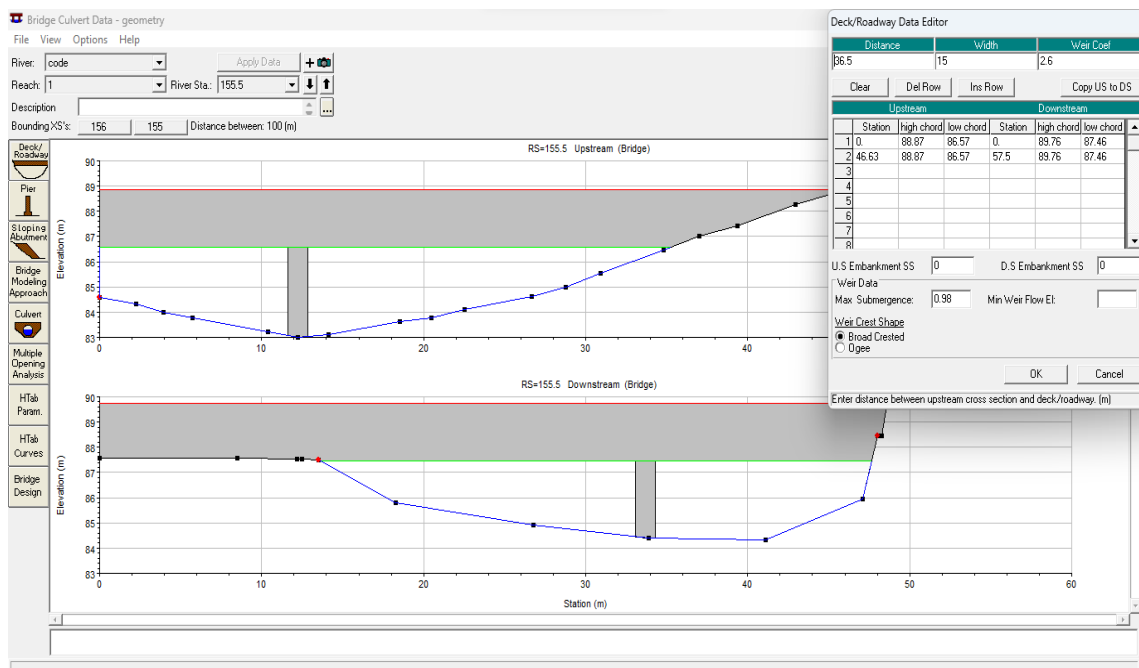 Bridge Culvert Data - geometry
File View Options Help
River: code Apply Data
Reach: 1 River Sta.: 155.5
Description ...
Bounding XS's: 156 155 Distance between: 100 (m)
Deck/
Roadway
Pier
Sloping
Abutment
Bridge
Modeling
Approach
Culvert
Multiple
Opening
Analysis
HTab
Param.
HTab
Curves
Bridge
Design
RS=155.5 Upstream (Bridge)
Elevation (m)
90
89
88
87
86
85
84
83
0 10 20 30 40
RS=155.5 Downstream (Bridge)
Elevation (m)
90
89
88
87
86
85
84
83
0 10 20 30 40 50 60
Station (m)
Deck/Roadway Data Editor
Distance Width Weir Coef
36.5 15 2.6
Clear Del Row Ins Row Copy US to DS
Upstream Downstream
Station high chord low chord Station high chord low chord
1 0. 88.87 86.57 0. 89.76 87.46
2 46.63 88.87 86.57 57.5 89.76 87.46
3
4
5
6
7
8
U.S Embankment SS 0 D.S Embankment SS 0
Weir Data
Max Submergence: 0.98 Min Weir Flow El:
Weir Crest Shape
Broad Crested
Ogee
OK Cancel
Enter distance between upstream cross section and deck/roadway. (m)